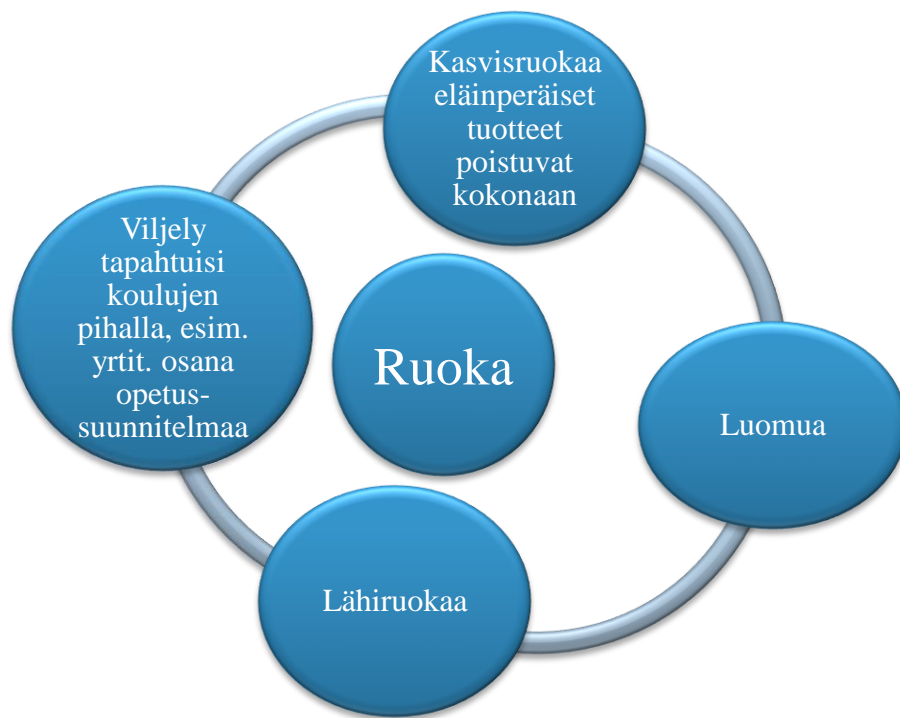 Kasvisruokaa
eläinperäiset
tuotteet
poistuvat
kokonaan
Viljely
tapahtuisi
koulujen
pihalla, esim.
yrtit. osana
opetus-
suunnitelmaa
Ruoka
Luomua
Lähiruokaa